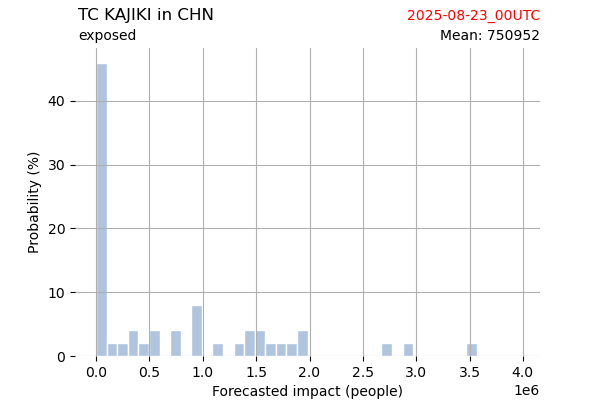 TC KAJIKI in CHN
2025-08-23_00UTC
exposed
Mean: 750952
Probability (%)
40
30
20
10
0
0.0 0.5 1.0 1.5 2.0 2.5 3.0 3.5 4.0
1e6
Forecasted impact (people)